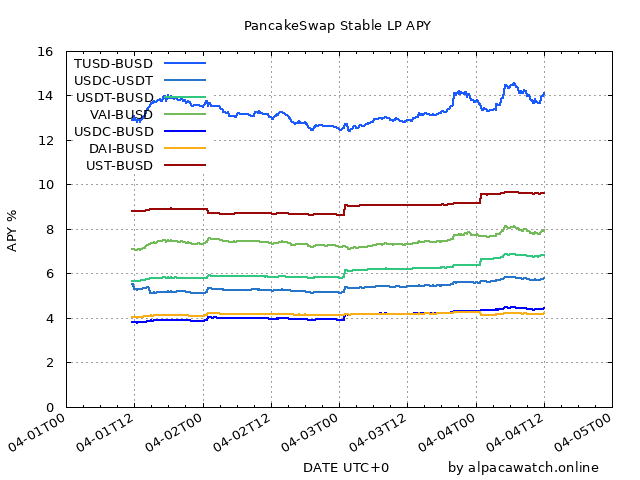 PancakeSwap Stable LP APY
16
14
12
10
8
6
4
2
0
APY %
TUSD-BUSD
USDC-USDT
USDT-BUSD
VAI-BUSD
USDC-BUSD
DAI-BUSD
UST-BUSD
04-01T00
04-01T12
04-02T00
04-02T12
04-03T00
04-03T12
04-04T00
04-04T12
04-05T00
DATE UTC+0
by alpacawatch.online